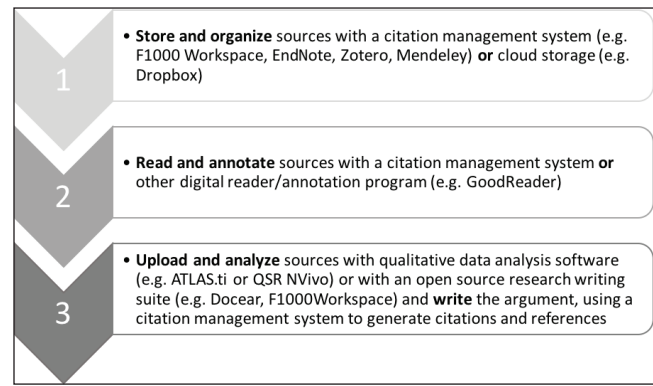 1
• Store and organize sources with a citation management system (e.g.
F1000 Workspace, EndNote, Zotero, Mendeley) or cloud storage (e.g.
Dropbox)
2
• Read and annotate sources with a citation management system or
other digital reader/annotation program (e.g. GoodReader)
3
• Upload and analyze sources with qualitative data analysis software
(e.g. ATLAS.ti or QSR NVivo) or with an open source research writing
suite (e.g. Docear, F1000Workspace) and write the argument, using a
citation management system to generate citations and references